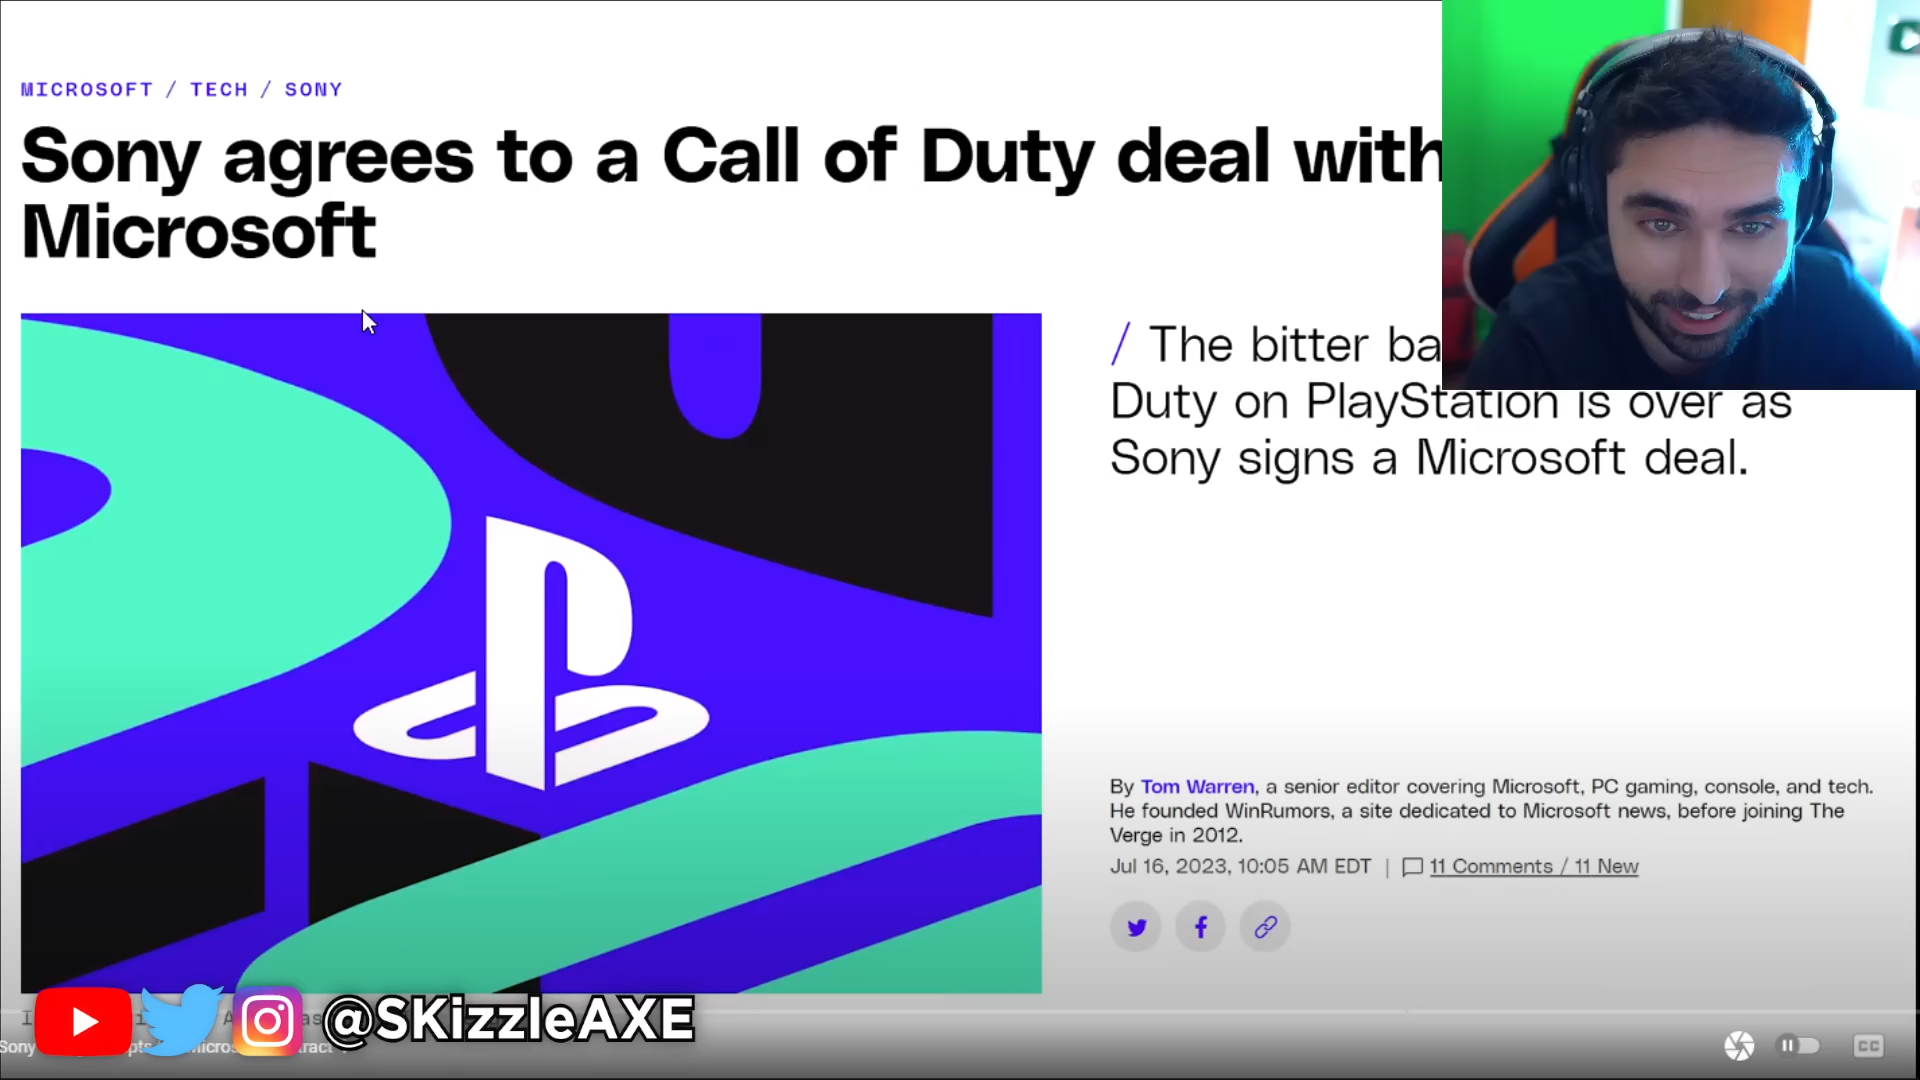 MICROSOFT / TECH / SONY
Sony agrees to a Call of Duty deal with
Microsoft
/ The bitter
Duty on PlayStation is over as
Sony signs a Microsoft deal.
By Tom Warren, a senior editor covering Microsoft, PC gaming, console, and tech.
He founded WinRumors, a site dedicated to Microsoft news, before joining The
Verge in 2012.
Jul 16, 2023, 10:05 AM EDT | 11 Comments / 11 New
@SKizzleAXE
Sony
CC